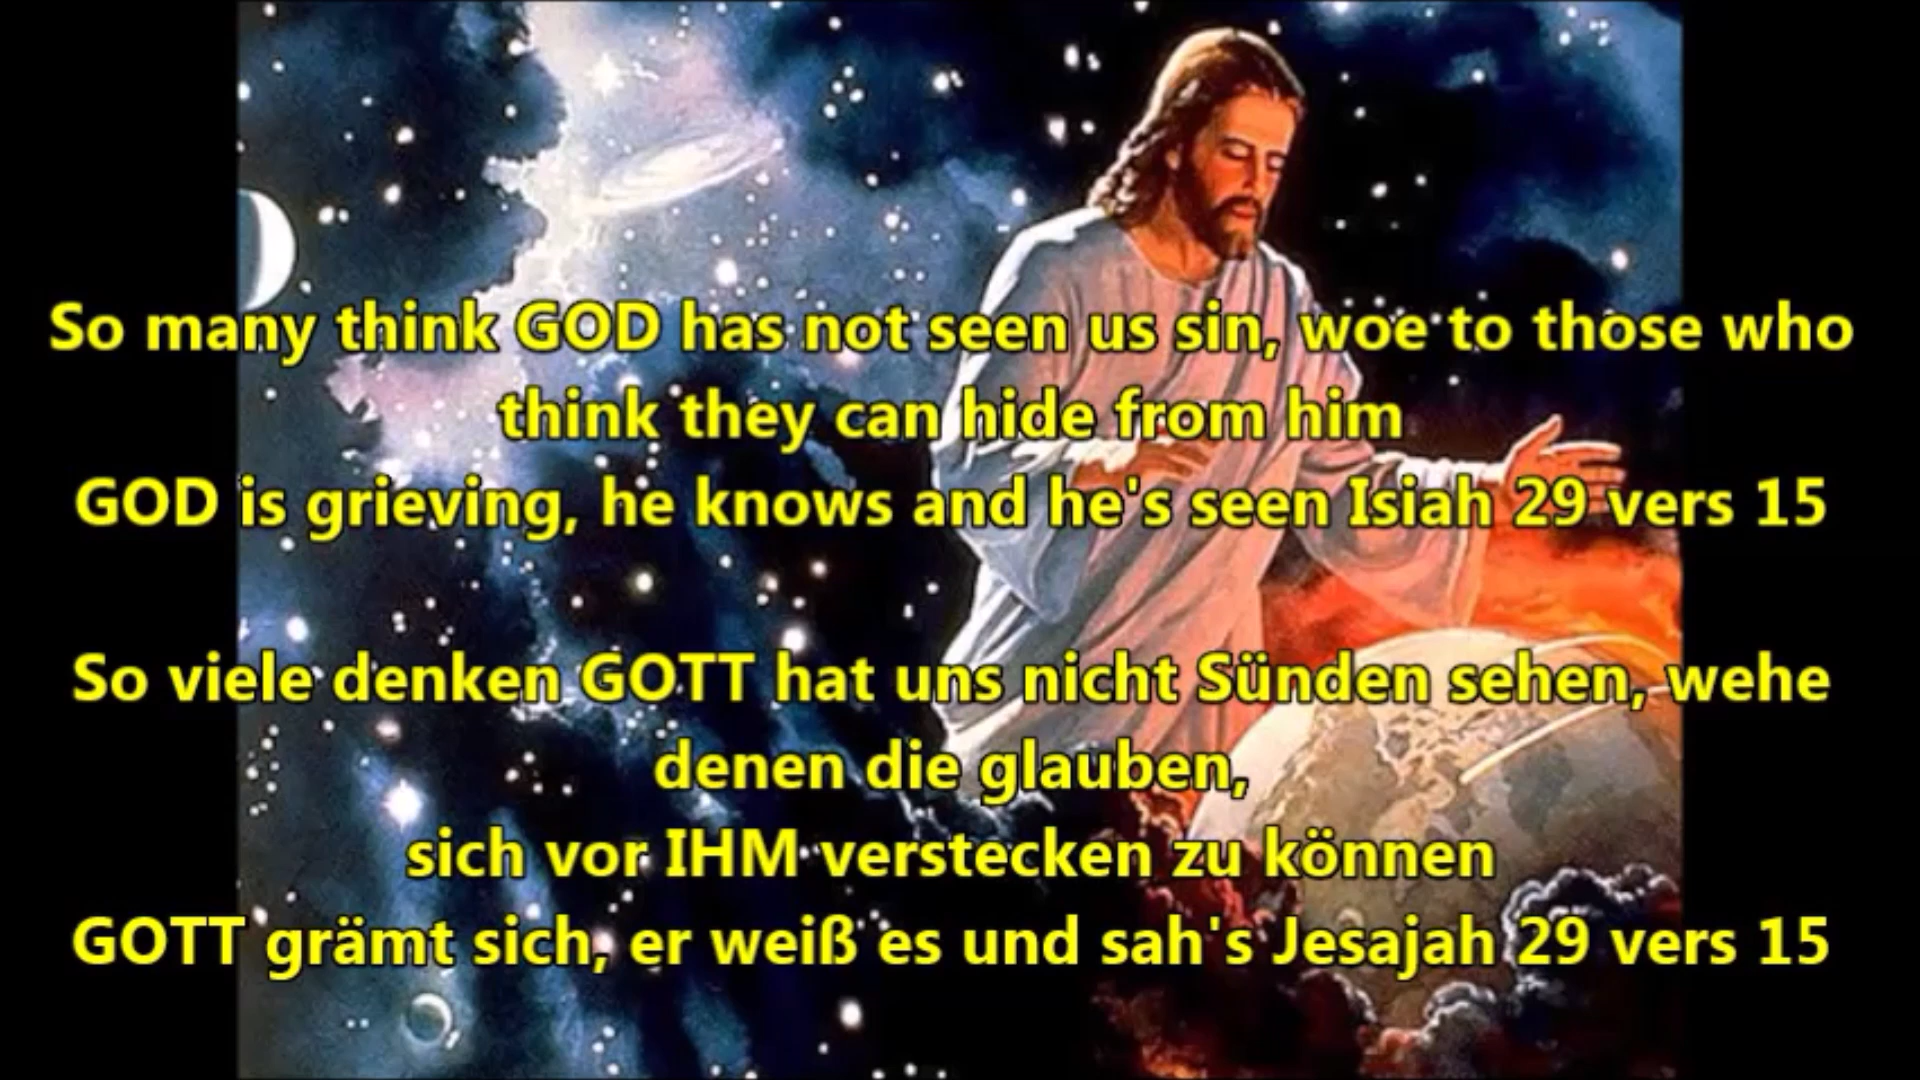 So many think GOD has not seen us sin, woe to those who
think they can hide from him
GOD is grieving, he knows and he's seen Isiah 29 vers 15
So viele denken GOTT hat uns nicht Sünden sehen, wehe
denen die glauben,
sich vor IHM verstecken zu können
GOTT grämt sich, er weiß es und sah's Jesajah 29 vers 15